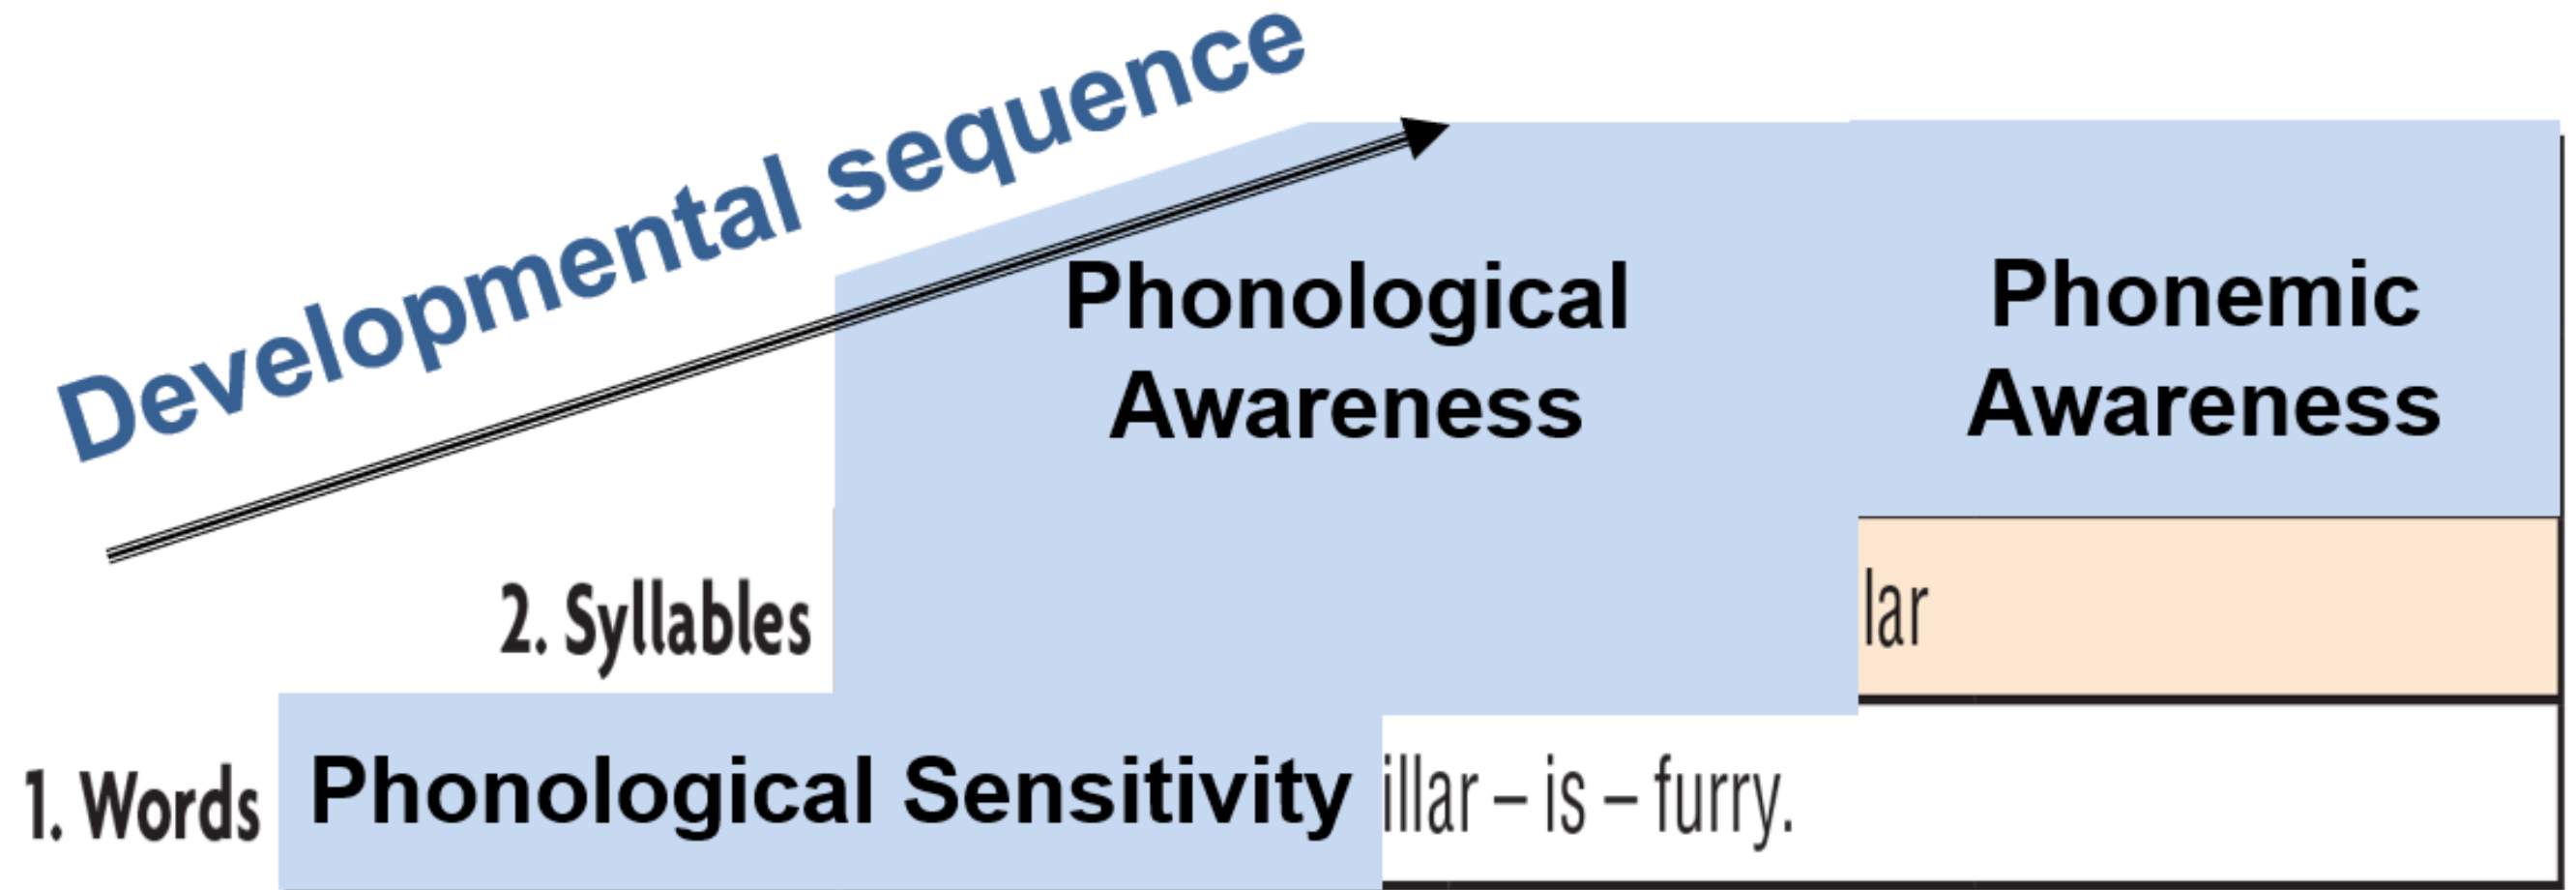 Developmental sequence
Phonological
Awareness
Phonemic
Awareness
2. Syllables
lar
1. Words
Phonological Sensitivity
illar – is – furry.